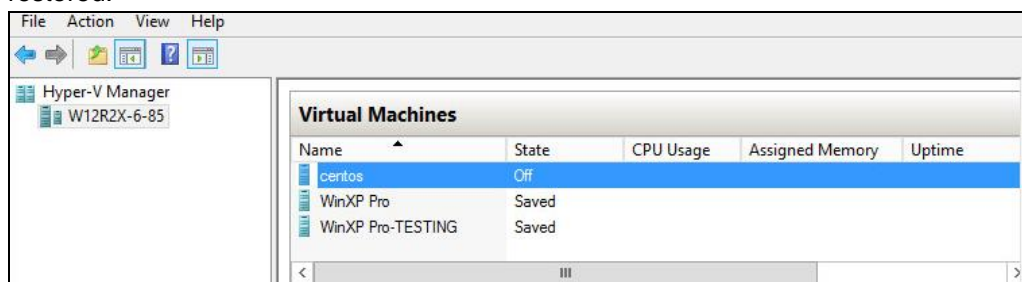 File Action View Help
Hyper-V Manager
W12R2X-6-85
Virtual Machines
Name State CPU Usage Assigned Memory Uptime
centos Off
WinXP Pro Saved
WinXP Pro-TESTING Saved